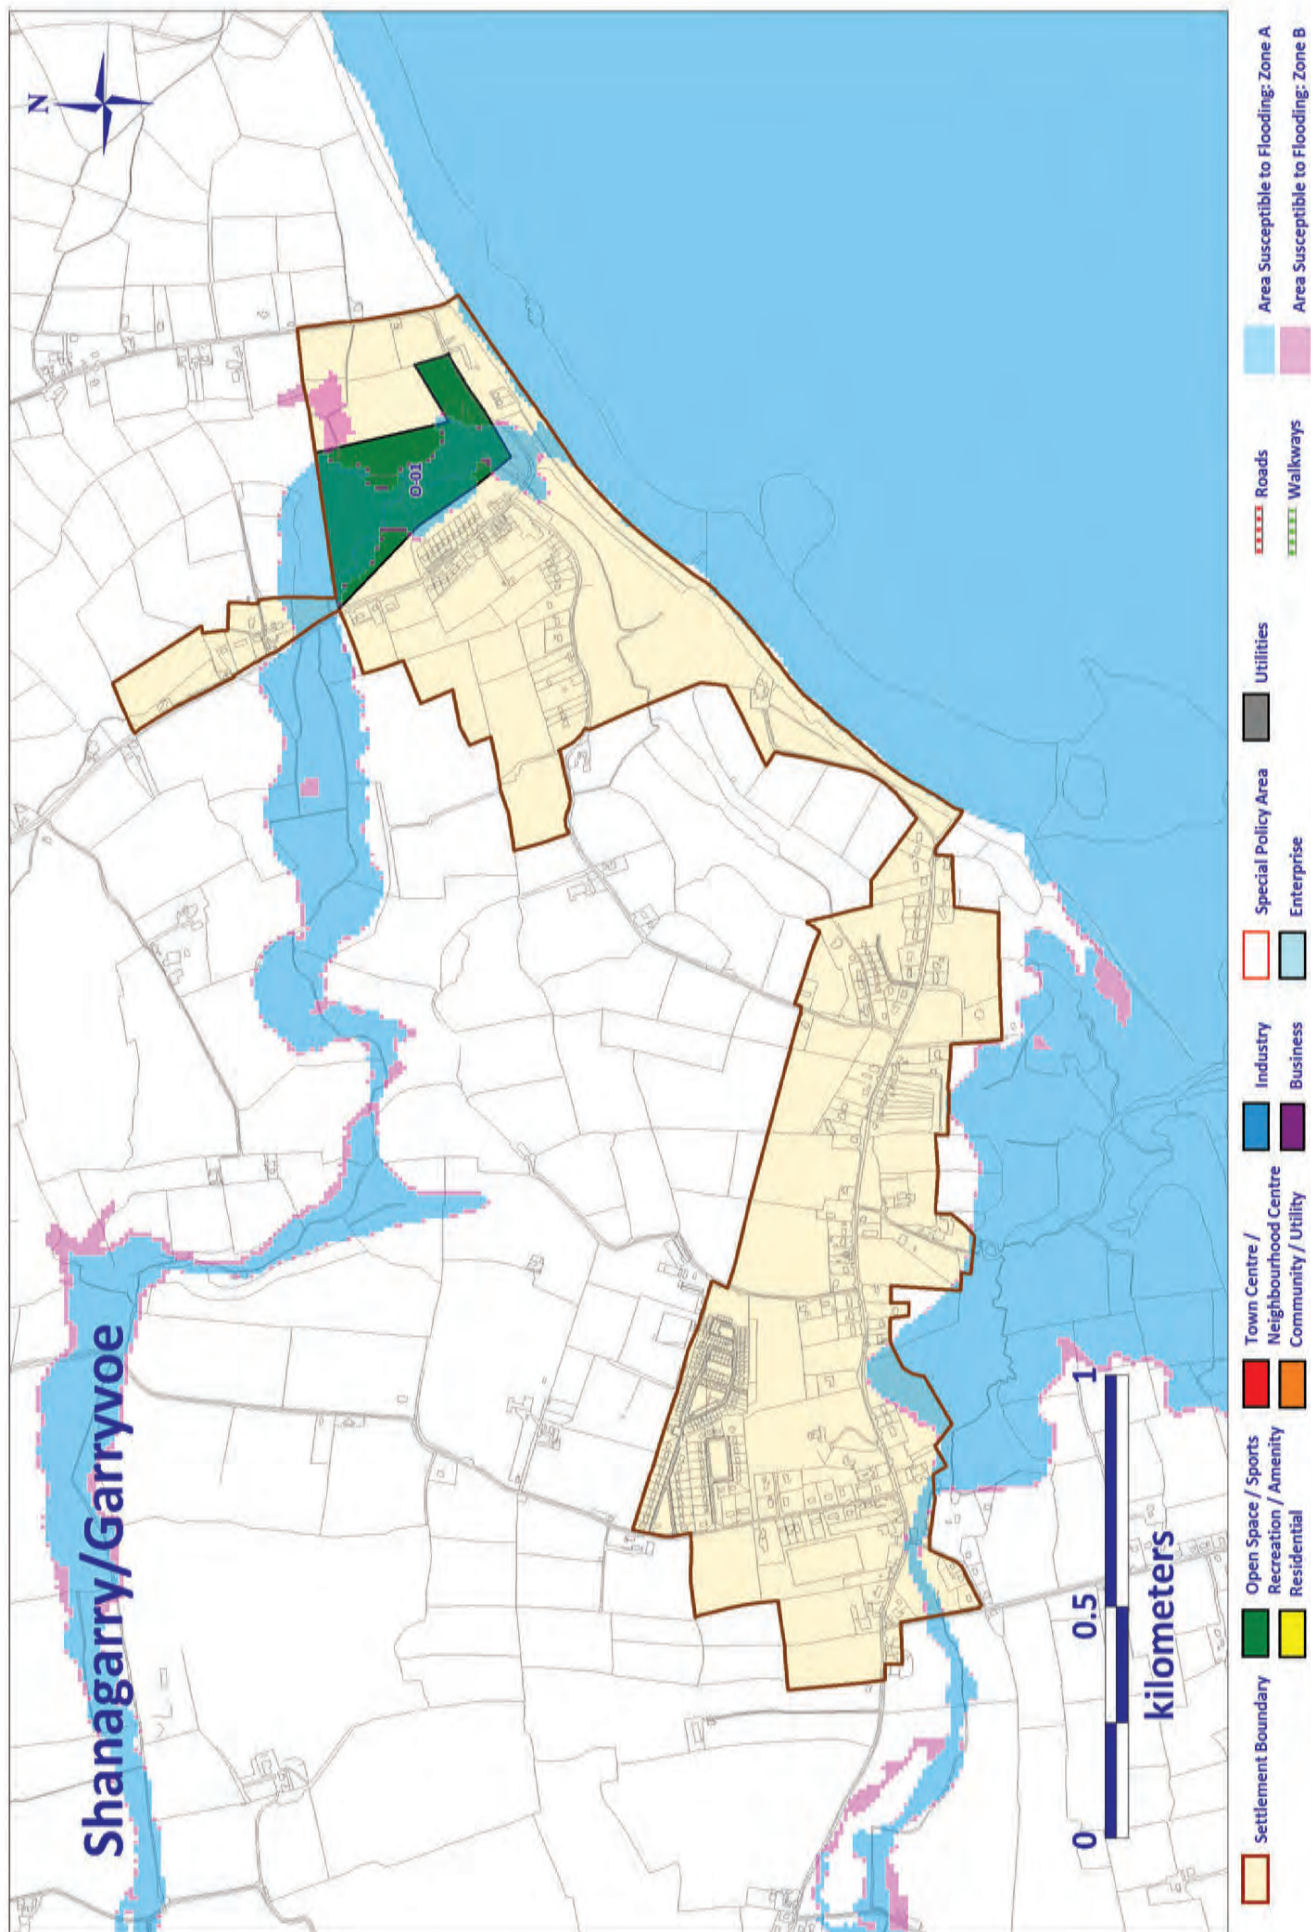 Shanagarry/Garryvoe
N
O-01
0 0.5 1
kilometers
Settlement Boundary
Open Space / Sports
Recreation / Amenity
Residential
Town Centre /
Neighbourhood Centre
Community / Utility
Industry
Business
Special Policy Area
Enterprise
Utilities
Roads
Walkways
Area Susceptible to Flooding: Zone A
Area Susceptible to Flooding: Zone B